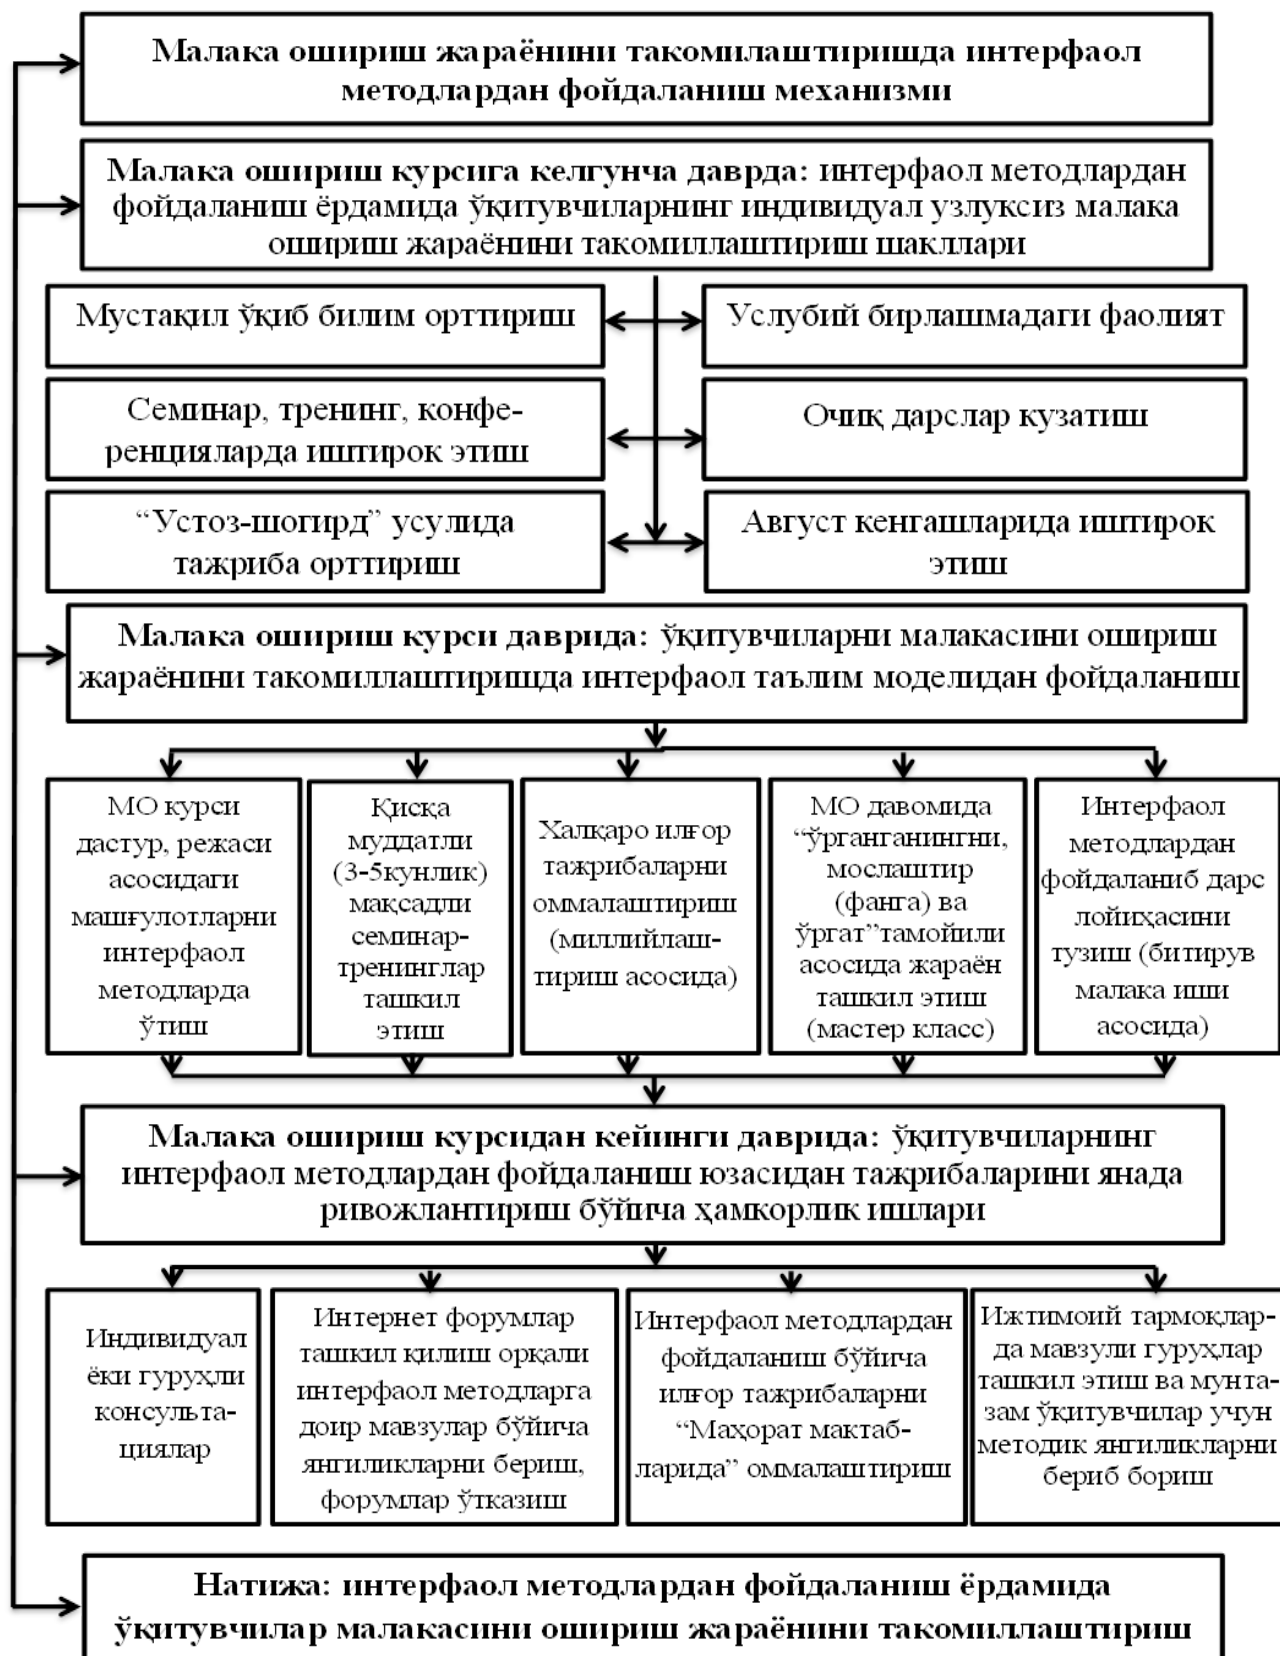 Малака ошириш жараёнини такомилаштиришда интерфаол
методлардан фойдаланиш механизми
Малака ошириш курсига келгунча даврда: интерфаол методлардан
фойдаланиш ёрдамида ўқитувчиларнинг индивидуал узлуксиз малака
ошириш жараёнини такомиллаштириш шакллари
Мустақил ўқиб билим орттириш
Услубий бирлашмадаги фаолият
Семинар, тренинг, конфе-
ренцияларда иштирок этиш
Очиқ дарслар кузатиш
“Устоз-шогирд” усулида
тажриба орттириш
Август кенгашларида иштирок
этиш
Малака ошириш курси даврида: ўқитувчиларни малакасини ошириш
жараёнини такомиллаштиришда интерфаол таълим моделидан фойдаланиш
МО курси
дастур, режаси
асосидаги
машғулотларни
интерфаол
методларда
ўтиш
Қисқа
муддатли
(3-5кунлик)
мақсадли
семинар-
тренинглар
ташкил
этиш
Халқаро илғор
тажрибаларни
оммалаштириш
(миллийлаш-
тириш асосида)
МО давомида
“ўрганганингни,
мослаштир
(фанга) ва
ўргат”тамойили
асосида жараён
ташкил этиш
(мастер класс)
Интерфаол
методлардан
фойдаланиб дарс
лойиҳасини
тузиш (битирув
малака иши
асосида)
Малака ошириш курсидан кейинги даврида: ўқитувчиларнинг
интерфаол методлардан фойдаланиш юзасидан тажрибаларини янада
ривожлантириш бўйича ҳамкорлик ишлари
Индивидуал
ёки гуруҳли
консульта-
циялар
Интернет форумлар
ташкил қилиш орқали
интерфаол методларга
доир мавзулар бўйича
янгиликларни бериш,
форумлар ўтказиш
Интерфаол методлардан
фойдаланиш бўйича
илғор тажрибаларни
“Маҳорат мактаб-
ларида” оммалаштириш
Ижтимоий тармоқлар-
да мавзули гуруҳлар
ташкил этиш ва мунта-
зам ўқитувчилар учун
методик янгиликларни
бериб бориш
Натижа: интерфаол методлардан фойдаланиш ёрдамида
ўқитувчилар малакасини ошириш жараёнини такомиллаштириш